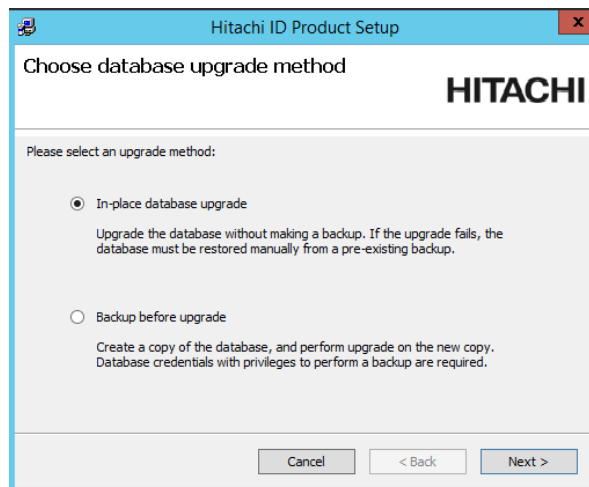 Hitachi ID Product Setup
x
Choose database upgrade method
HITACHI
Please select an upgrade method:
In-place database upgrade
Upgrade the database without making a backup. If the upgrade fails, the
database must be restored manually from a pre-existing backup.
Backup before upgrade
Create a copy of the database, and perform upgrade on the new copy.
Database credentials with privileges to perform a backup are required.
Cancel
< Back
Next >